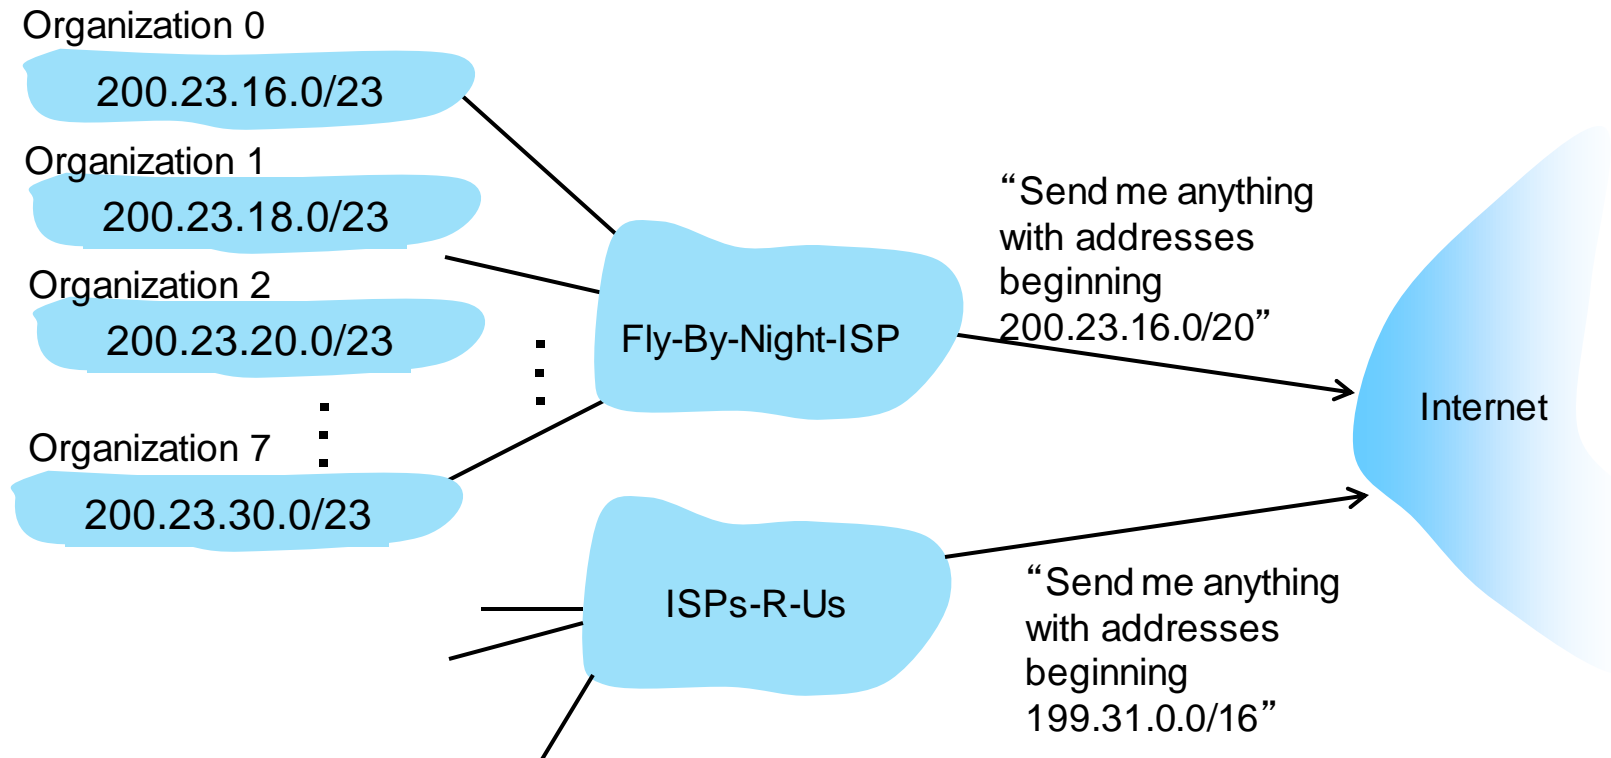 Organization 0
200.23.16.0/23
Organization 1
200.23.18.0/23
Organization 2
200.23.20.0/23
Organization 7
200.23.30.0/23
Fly-By-Night-ISP
“Send me anything
with addresses
beginning
200.23.16.0/20”
Internet
ISPs-R-Us
“Send me anything
with addresses
beginning
199.31.0.0/16”